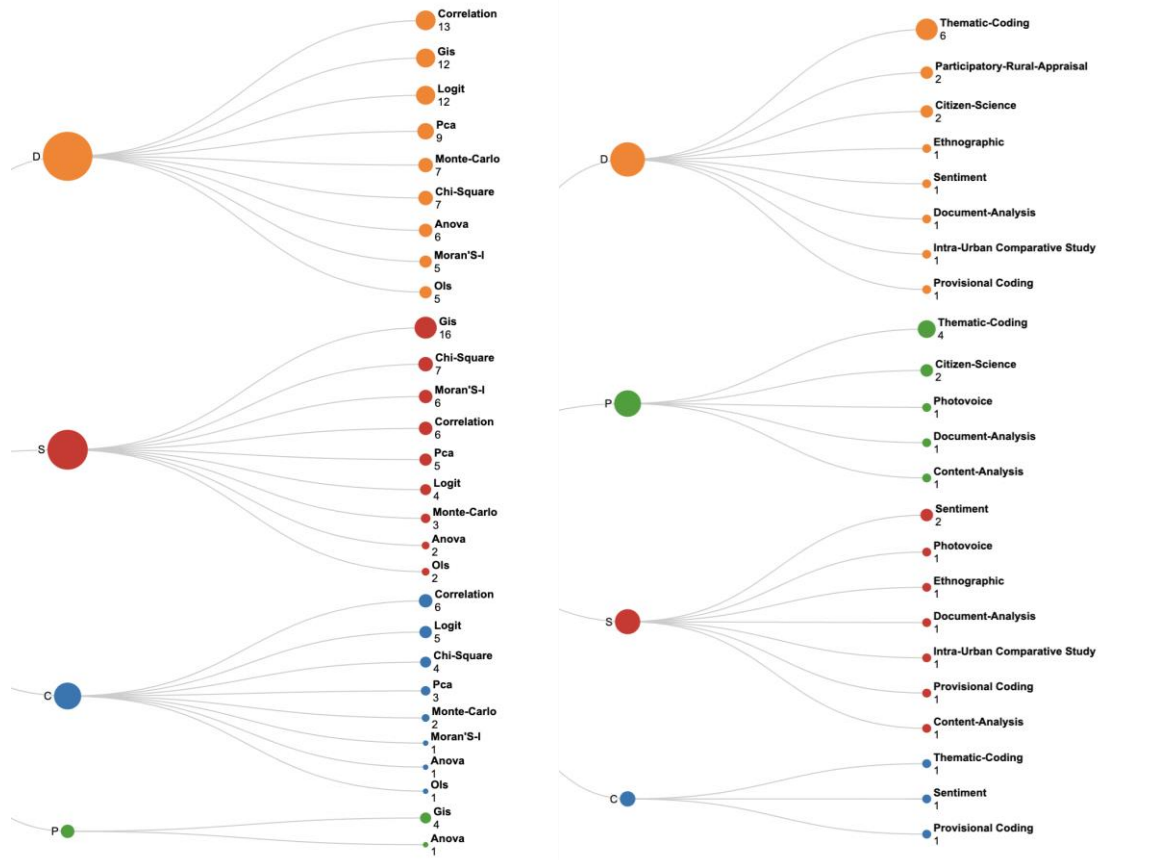 D
Correlation
13
Gis
12
Logit
12
Pca
9
Monte-Carlo
7
Chi-Square
7
Anova
6
Moran'S-I
5
Ols
5
S
Gis
16
Chi-Square
7
Moran'S-I
6
Correlation
6
Pca
5
Logit
4
Monte-Carlo
3
Anova
2
Ols
2
C
Correlation
6
Logit
5
Chi-Square
4
Pca
3
Monte-Carlo
2
Moran'S-I
1
Anova
1
Ols
1
P
Gis
4
Anova
1
D
Thematic-Coding
6
Participatory-Rural-Appraisal
2
Citizen-Science
2
Ethnographic
1
Sentiment
1
Document-Analysis
1
Intra-Urban Comparative Study
1
Provisional Coding
1
P
Thematic-Coding
4
Citizen-Science
2
Photovoice
1
Document-Analysis
1
Content-Analysis
1
S
Sentiment
2
Photovoice
1
Ethnographic
1
Document-Analysis
1
Intra-Urban Comparative Study
1
Provisional Coding
1
Content-Analysis
1
C
Thematic-Coding
1
Sentiment
1
Provisional Coding
1